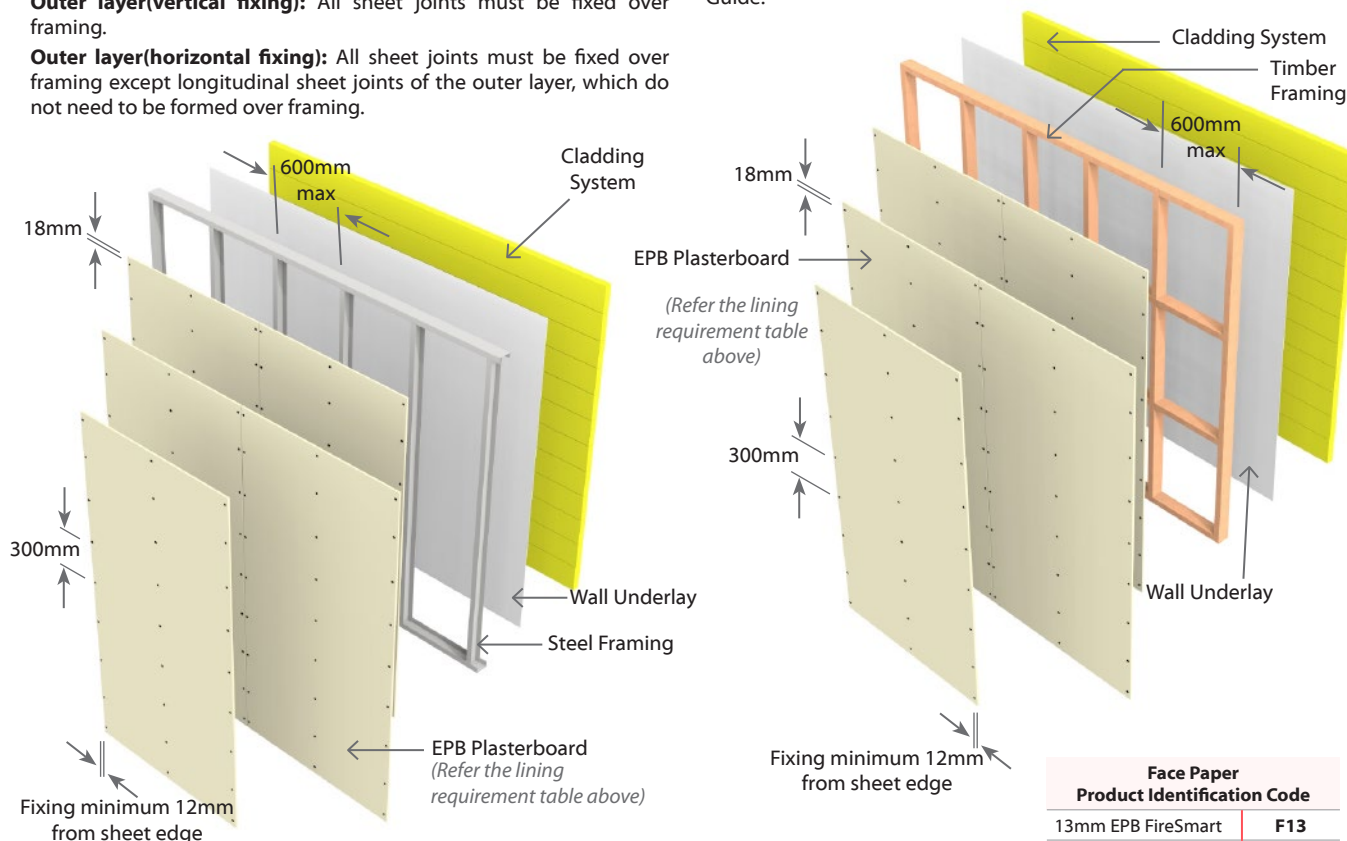 Outer layer(vertical fixing): All sheet joints must be fixed over
framing.
Outer layer(horizontal fixing): All sheet joints must be fixed over
framing except longitudinal sheet joints of the outer layer, which do
not need to be formed over framing.
600mm
max
Cladding
System
18mm
300mm
Wall Underlay
Steel Framing
EPB Plasterboard
(Refer the lining
requirement table above)
Fixing minimum 12mm
from sheet edge
Guide.
Cladding System
Timber
Framing
600mm
max
18mm
EPB Plasterboard
(Refer the lining
requirement table
above)
300mm
Wall Underlay
Fixing minimum 12mm
from sheet edge
Face Paper
Product Identification Code
13mm EPB FireSmart F13